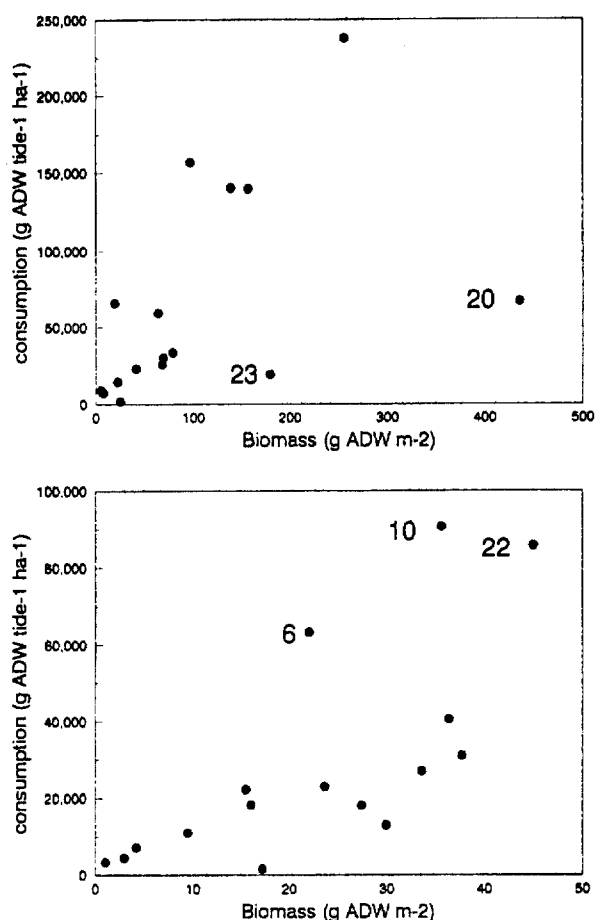 250,000
200,000
150,000
100,000
50,000
0
consumption (g ADW tide-1 ha-1)
20
23
0 100 200 300 400 500
Biomass (g ADW m-2)
100,000
80,000
60,000
40,000
20,000
0
consumption (g ADW tide-1 ha-1)
10
22
6
0 10 20 30 40 50
Biomass (g ADW m-2)